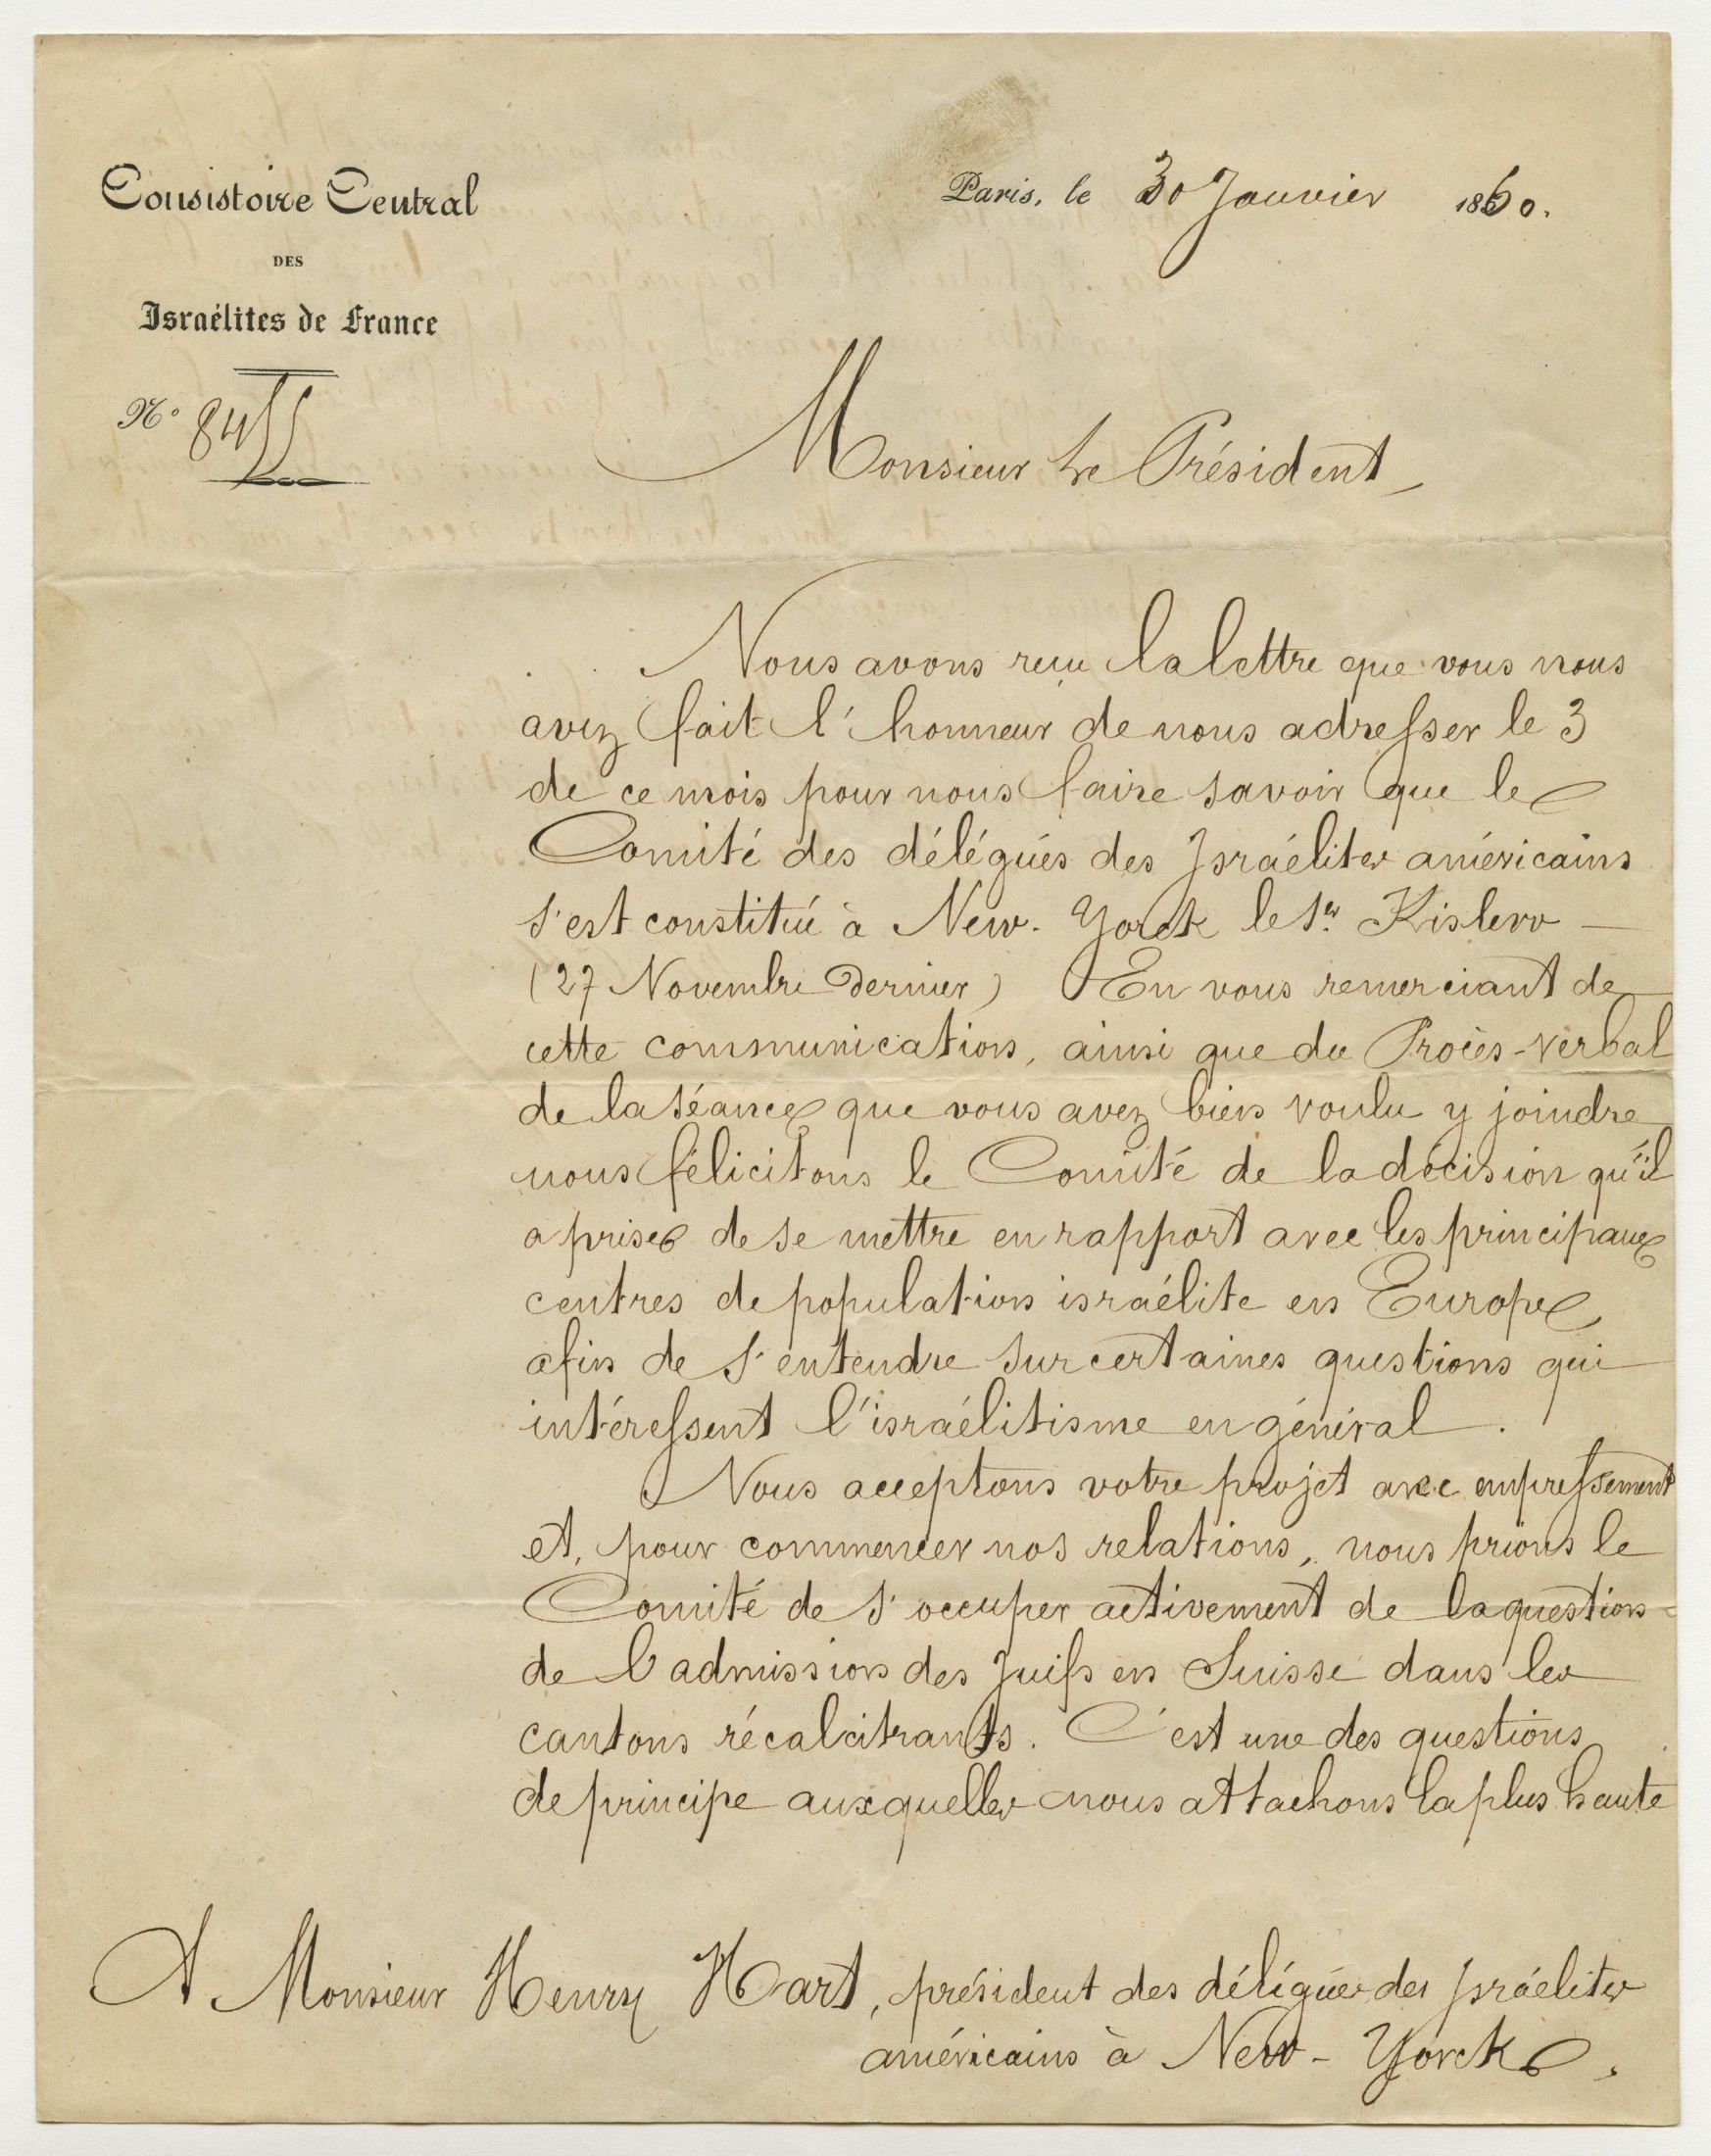 Consistoire Central
DES
Israélites de France
N° 8455
Paris, le 30 Janvier 1860.
Monsieur Le Président,
Nous avons reçu la lettre que vous nous
avez fait l'honneur de nous adresser le 3
de ce mois pour nous faire savoir que le
Comité des délégués des Israélites américains
s'est constitué à New-Yorck le 1er Kislew
(27 Novembre dernier) En vous remerciant de
cette communication, ainsi que du Procès-verbal
de la séance que vous avez bien voulu y joindre
nous félicitons le Comité de la décision qu'il
a prise de se mettre en rapport avec les principaux
centres de population israélite en Europe
afin de s'entendre sur certaines questions qui
intéressent l'israélitisme en général.
Nous acceptons votre projet avec empressement
et, pour commencer nos relations, nous prions le
Comité de s'occuper activement de la question
de l'admission des Juifs en Suisse dans les
cantons récalcitrants. C'est une des questions
de principe auxquelles nous attachons la plus haute
A Monsieur Henry Hart, président des délégués des Israélites
américains à New-Yorck.